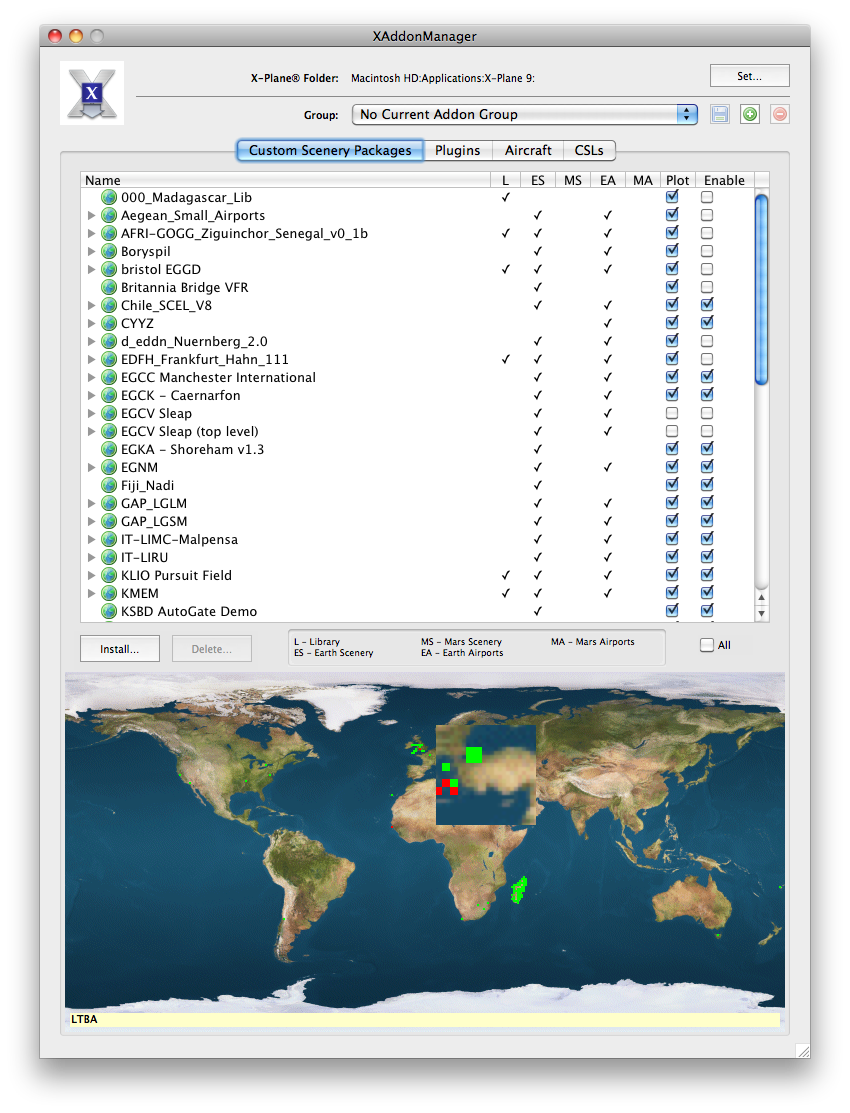 XAddonManager
X
X-Plane® Folder: Macintosh HD:Applications:X-Plane 9: Set...
Group: No Current Addon Group
Custom Scenery Packages Plugins Aircraft CSLs
Name L ES MS EA MA Plot Enable
000_Madagascar_Lib
Aegean_Small_Airports
AFRI-GOGG_Ziguinchor_Senegal_v0_1b
Boryspil
bristol EGGD
Britannia Bridge VFR
Chile_SCEL_V8
CYYZ
d_eddn_Nuernberg_2.0
EDFH_Frankfurt_Hahn_111
EGCC Manchester International
EGCK - Caernarfon
EGCV Sleap
EGCV Sleap (top level)
EGKA - Shoreham v1.3
EGNM
Fiji_Nadi
GAP_LGLM
GAP_LGSM
IT-LIMC-Malpensa
IT-LIRU
KLIO Pursuit Field
KMEM
KSBD AutoGate Demo
Install... Delete... L - Library MS - Mars Scenery MA - Mars Airports All
ES - Earth Scenery EA - Earth Airports
LTBA